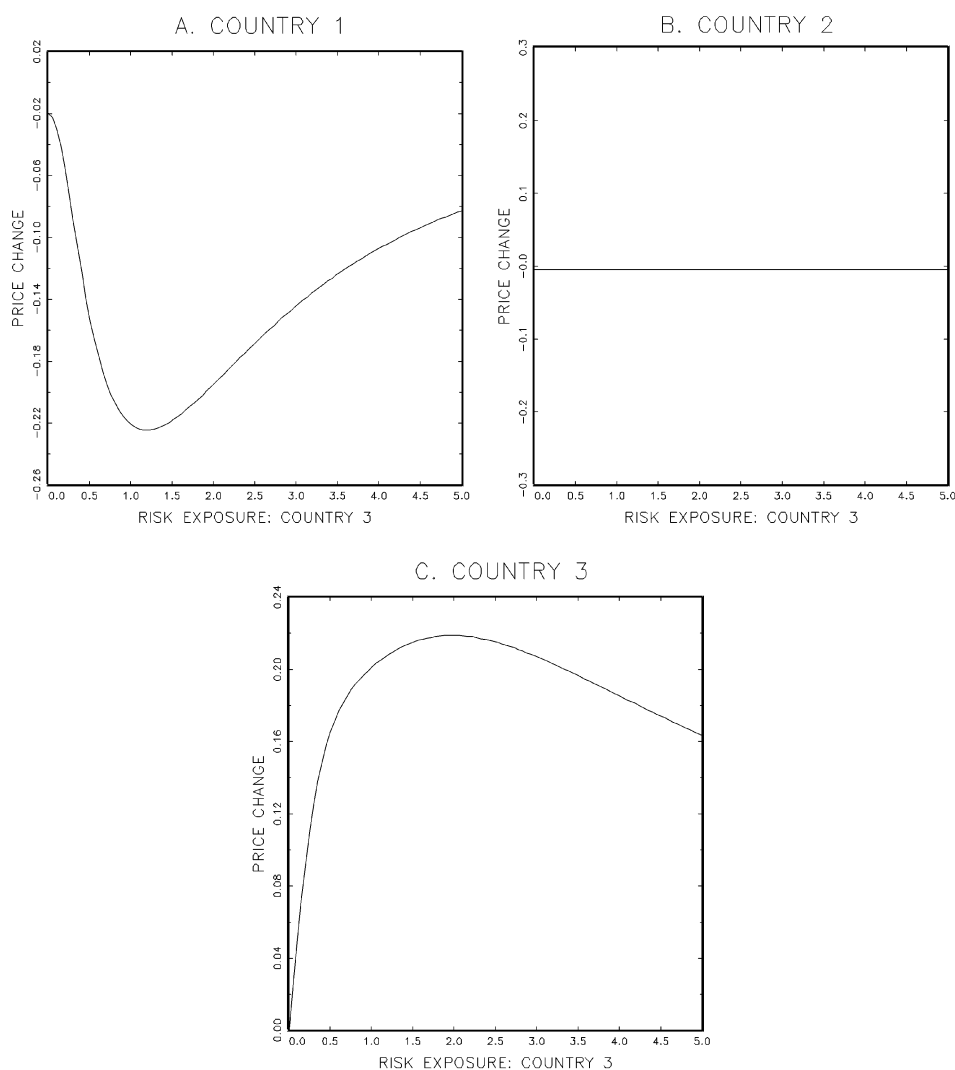 A. COUNTRY 1
PRICE CHANGE
0.02
−0.02
−0.06
−0.10
−0.14
−0.18
−0.22
−0.26
0.0 0.5 1.0 1.5 2.0 2.5 3.0 3.5 4.0 4.5 5.0
RISK EXPOSURE: COUNTRY 3
B. COUNTRY 2
PRICE CHANGE
0.3
0.2
0.1
−0.0
−0.1
−0.2
−0.3
0.0 0.5 1.0 1.5 2.0 2.5 3.0 3.5 4.0 4.5 5.0
RISK EXPOSURE: COUNTRY 3
C. COUNTRY 3
PRICE CHANGE
0.24
0.20
0.16
0.12
0.08
0.04
0.00
0.0 0.5 1.0 1.5 2.0 2.5 3.0 3.5 4.0 4.5 5.0
RISK EXPOSURE: COUNTRY 3